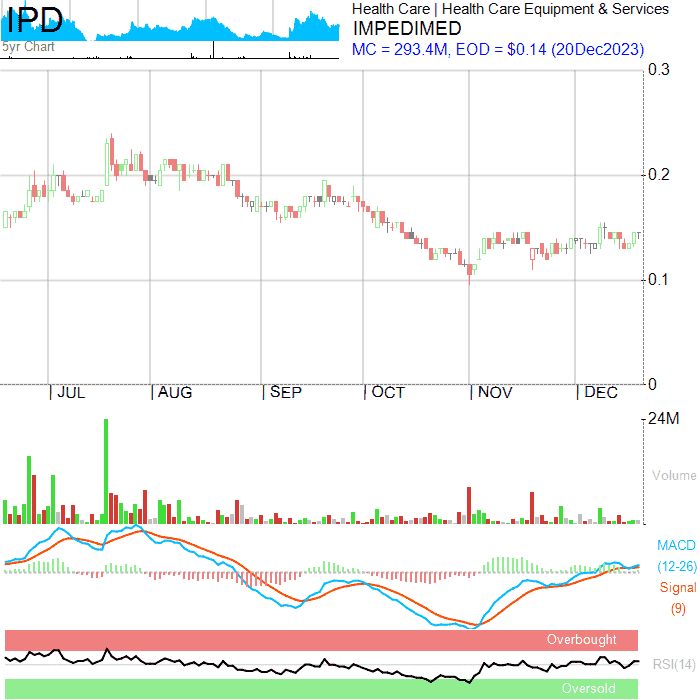 IPD
5yr Chart
Health Care | Health Care Equipment & Services
IMPEDIMED
MC = 293.4M, EOD = $0.14 (20Dec2023)
0.3
0.2
0.1
0
| JUL | AUG | SEP | OCT | NOV | DEC
24M
Volume
MACD
(12-26)
Signal
(9)
Overbought
RSI(14)
Oversold